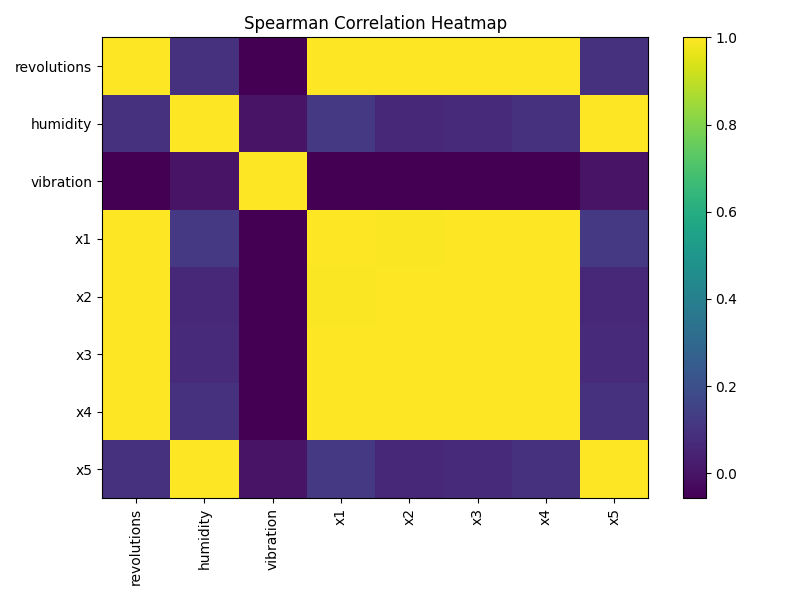 Spearman Correlation Heatmap
revolutions
humidity
vibration
x1
x2
x3
x4
x5
revolutions
humidity
vibration
x1
x2
x3
x4
x5
1.0
0.8
0.6
0.4
0.2
0.0